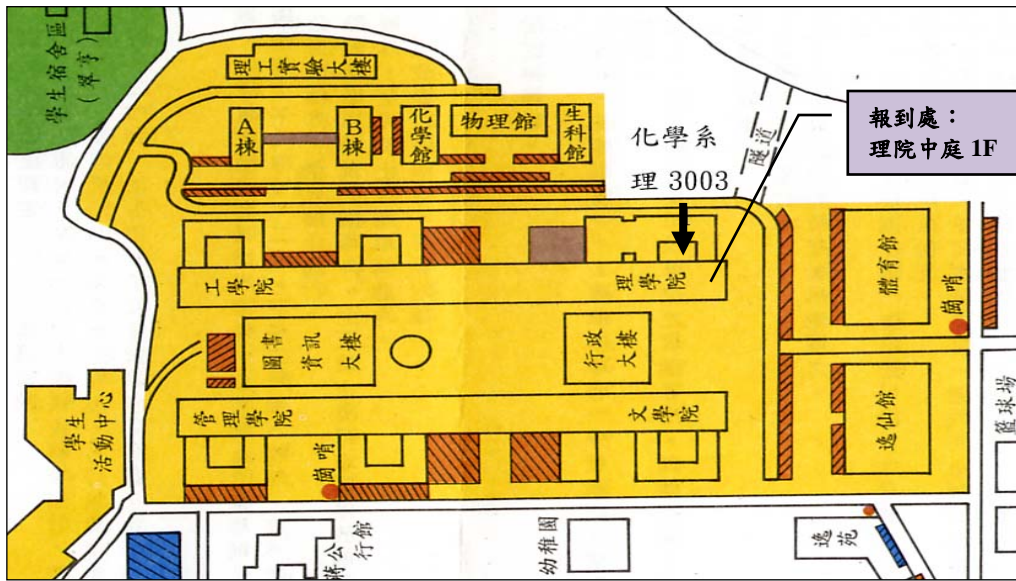 學生宿舍區
(翠亨)
理工實驗大樓
A棟
B棟
化學館
物理館
生科館
化學系
理 3003
隧道
報到處：
理院中庭 1F
工學院
理學院
體育館
崗哨
圖書
資訊
大樓
行政
大樓
管理學院
文學院
逸仙館
籃球場
學生
活動中心
崗哨
蔣公
行館
幼稚園
逸苑